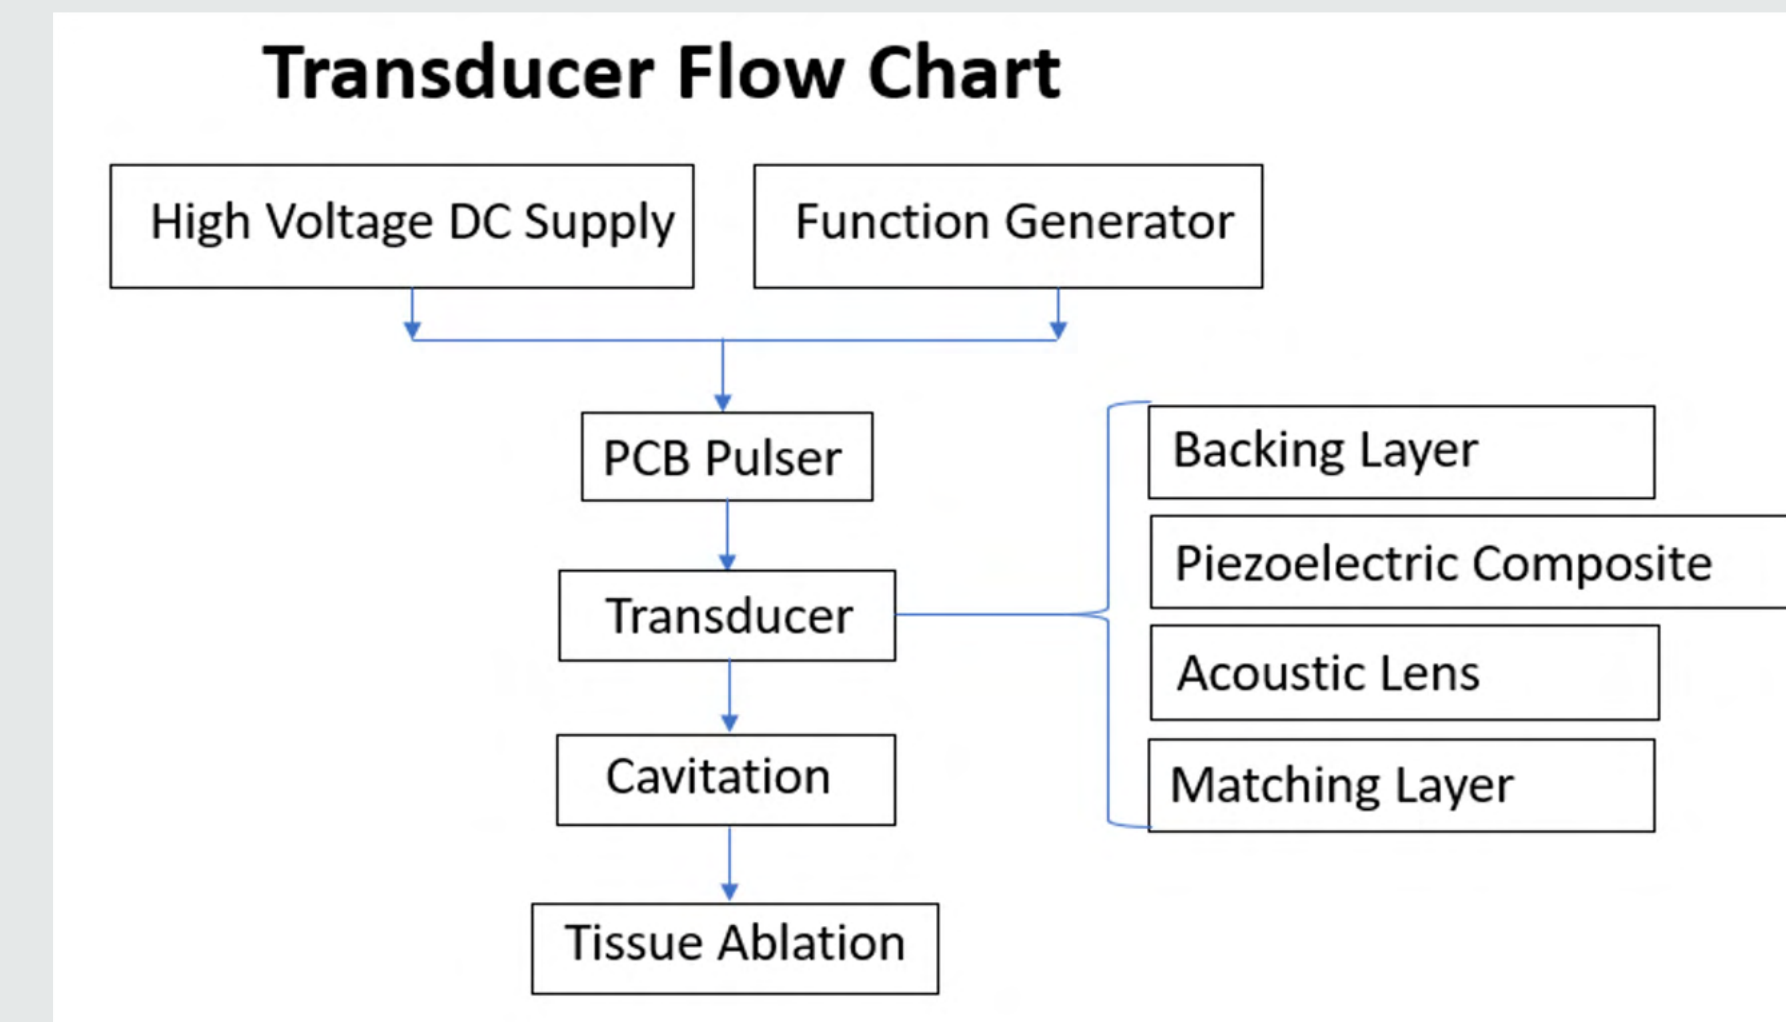 Transducer Flow Chart
High Voltage DC Supply
Function Generator
PCB Pulser
Transducer
Cavitation
Tissue Ablation
Backing Layer
Piezoelectric Composite
Acoustic Lens
Matching Layer